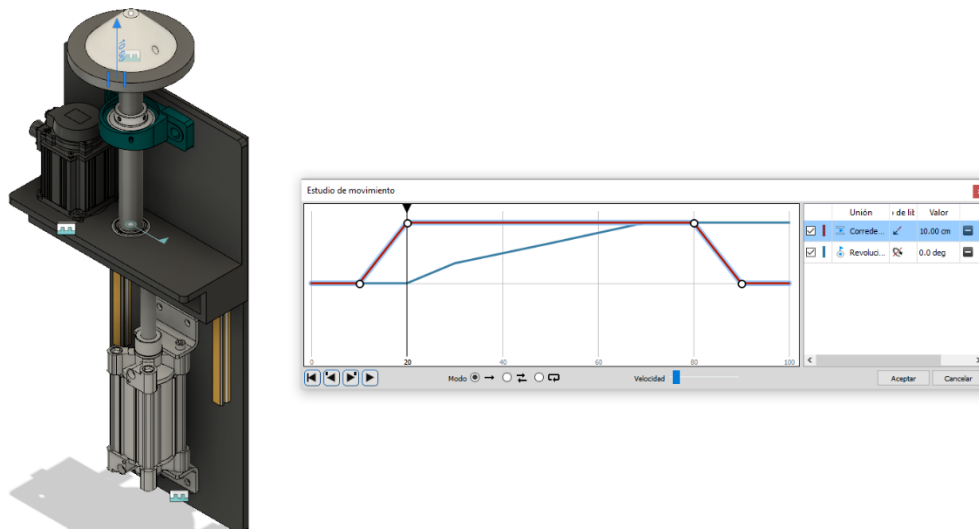 Estudio de movimiento
Unión
Valor
Correde...
10.00 cm
Revoluci...
0.0 deg
0
20
40
60
80
100
Modo
Velocidad
Aceptar
Cancelar